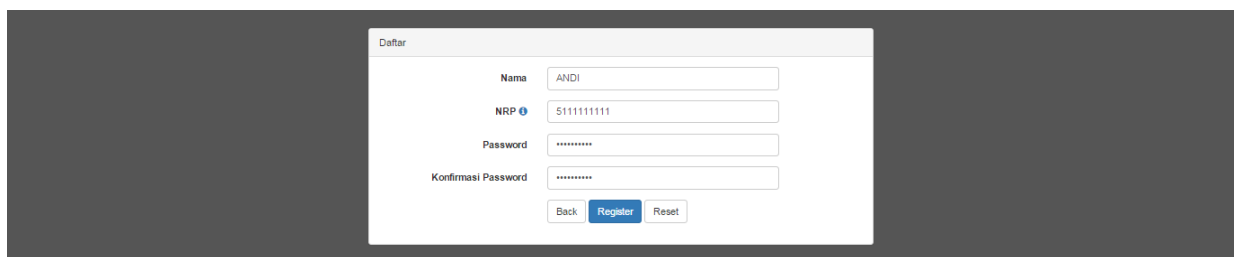 Daftar
Nama ANDI
NRP 5111111111
Password ••••••••••
Konfirmasi Password ••••••••••
Back Register Reset